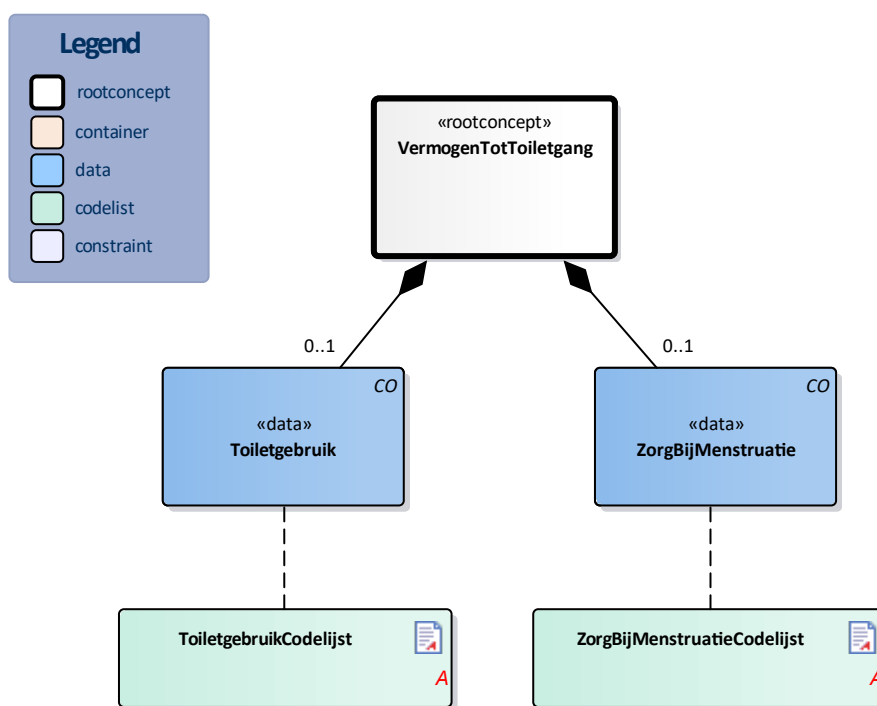 Legend
rootconcept
container
data
codelist
constraint
«rootconcept»
VermogenTotToiletgang
0..1
0..1
CO
«data»
Toiletgebruik
CO
«data»
ZorgBijMenstruatie
ToiletgebruikCodelijst
A
ZorgBijMenstruatieCodelijst
A